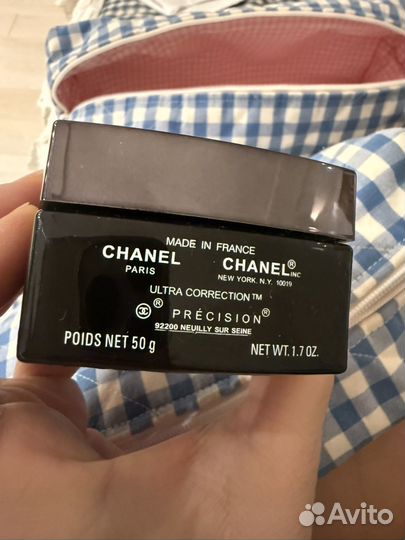 MADE IN FRANCE
CHANEL CHANEL® INC
PARIS NEW YORK. N.Y. 10019
ULTRA CORRECTION™
® PRÉCISION®
92200 NEUILLY SUR SEINE
POIDS NET 50 g NET WT. 1.7 OZ.
Avito